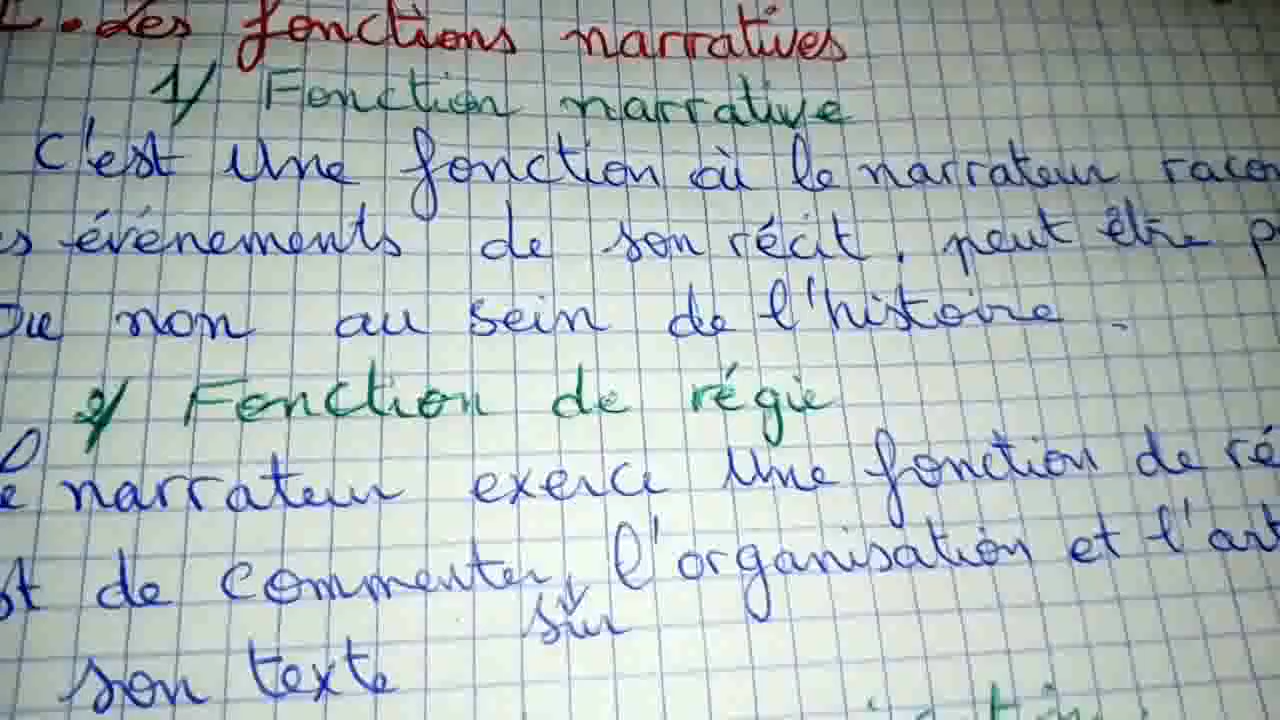 . Les fonctions narratives
1/ Fonction narrative
C'est une fonction où le narrateur racon
s événements de son récit, peut être p
ou non au sein de l'histoire.
2/ Fonction de régie
e narrateur exerce une fonction de ré
st de commenter, l'organisation et l'art
sur
son texte